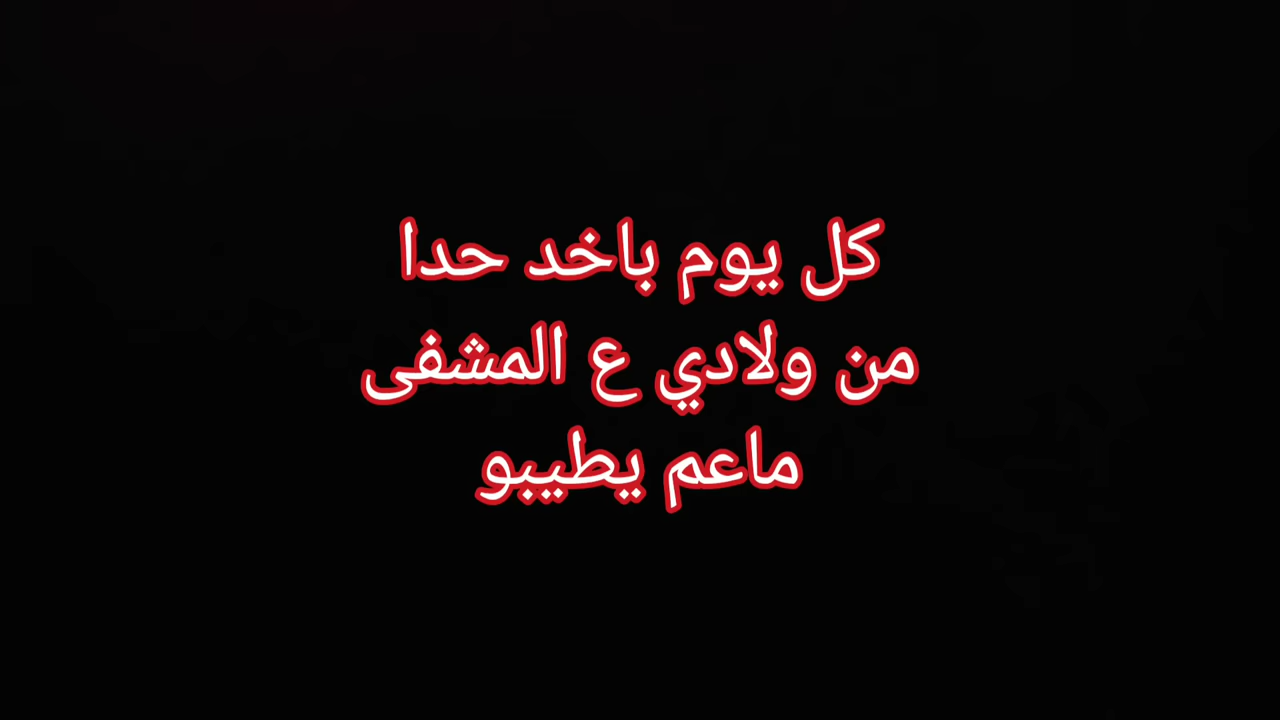 كل يوم باخد حدا
من ولادي ع المشفى
ماعم يطيبو